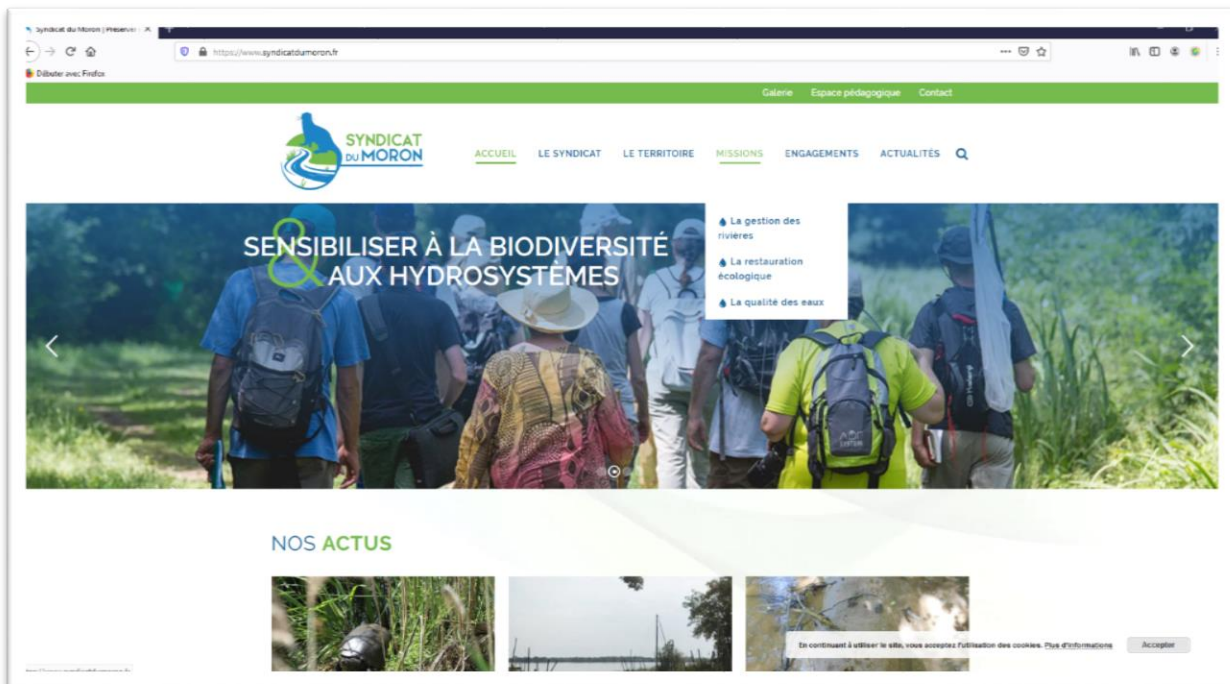 Syndicat du Moron | Préserver
https://www.syndicatdumoron.fr
Débuter avec Firefox
Galerie Espace pédagogique Contact
SYNDICAT
DU MORON
ACCUEIL LE SYNDICAT LE TERRITOIRE MISSIONS ENGAGEMENTS ACTUALITÉS
La gestion des
rivières
La restauration
écologique
La qualité des eaux
SENSIBILISER À LA BIODIVERSITÉ
& AUX HYDROSYSTÈMES
NOS ACTUS
En continuant à utiliser le site, vous acceptez l'utilisation des cookies. Plus d'informations Accepter